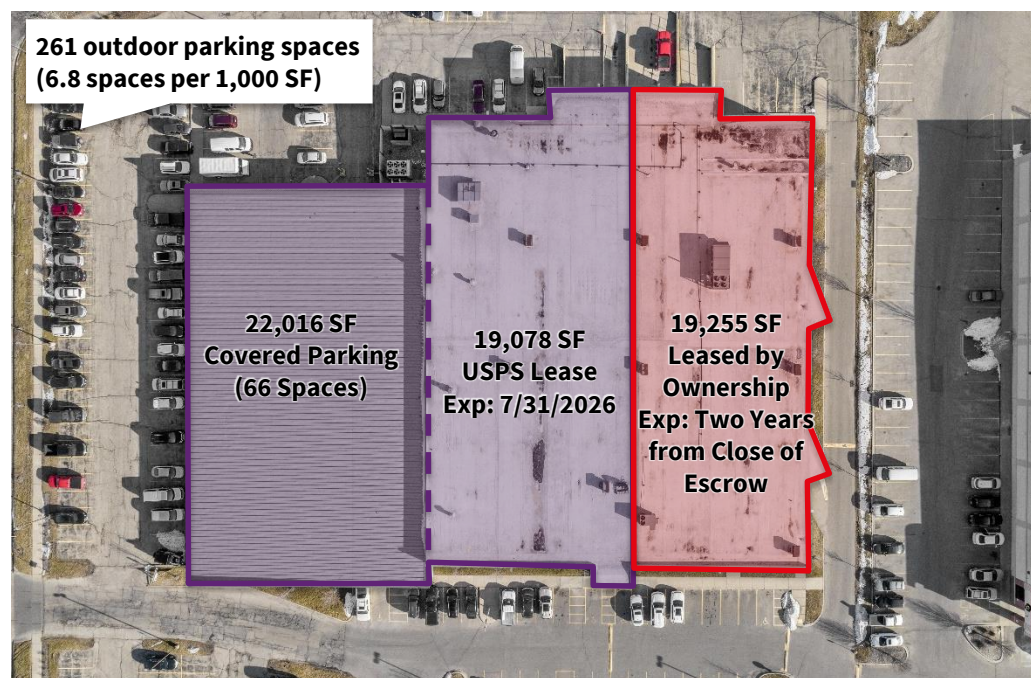 261 outdoor parking spaces
(6.8 spaces per 1,000 SF)
22,016 SF
Covered Parking
(66 Spaces)
19,078 SF
USPS Lease
Exp: 7/31/2026
19,255 SF
Leased by
Ownership
Exp: Two Years
from Close of
Escrow